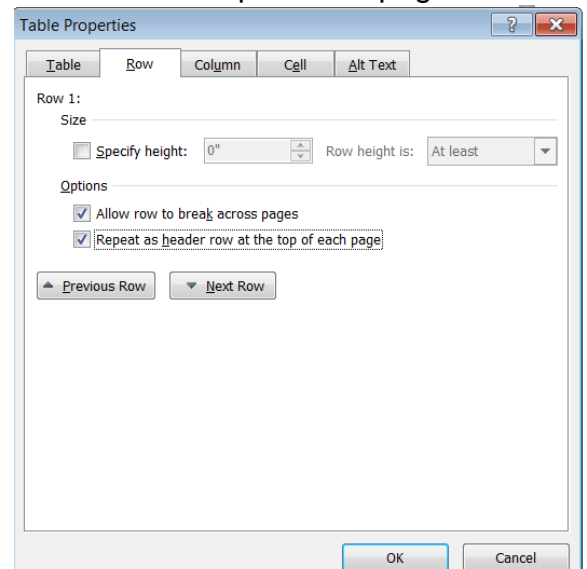 Table Properties
?
Table Row Column Cell Alt Text
Row 1:
Size
Specify height: 0" Row height is: At least
Options
Allow row to break across pages
Repeat as header row at the top of each page
Previous Row Next Row
OK Cancel